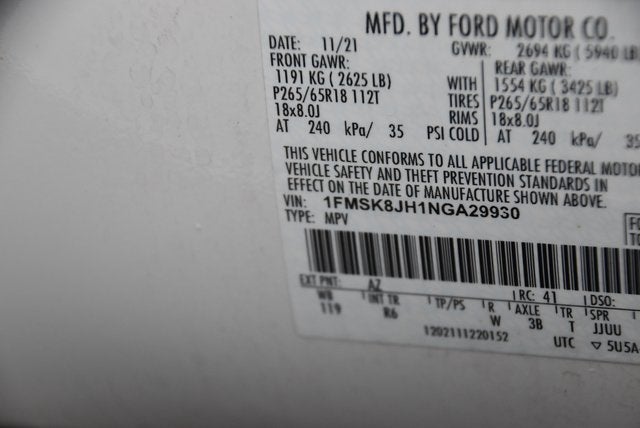 MFD. BY FORD MOTOR CO.
DATE: 11/21 GVWR: 2694 KG ( 5940 LB
FRONT GAWR: REAR GAWR:
1191 KG ( 2625 LB) WITH 1554 KG ( 3425 LB)
P265/65R18 112T TIRES P265/65R18 112T
18x8.0J RIMS 18x8.0J
AT 240 kPa/ 35 PSI COLD AT 240 kPa/ 35
THIS VEHICLE CONFORMS TO ALL APPLICABLE FEDERAL MOTO
VEHICLE SAFETY AND THEFT PREVENTION STANDARDS IN
EFFECT ON THE DATE OF MANUFACTURE SHOWN ABOVE.
VIN: 1FMSK8JH1NGA29930
TYPE: MPV
EXT PNT: AZ RC: 41 DSO:
WB INT TR TP/PS R AXLE TR SPR
119 R6 W 3B T JJUU
1202111220152 UTC ▽ 5U5A